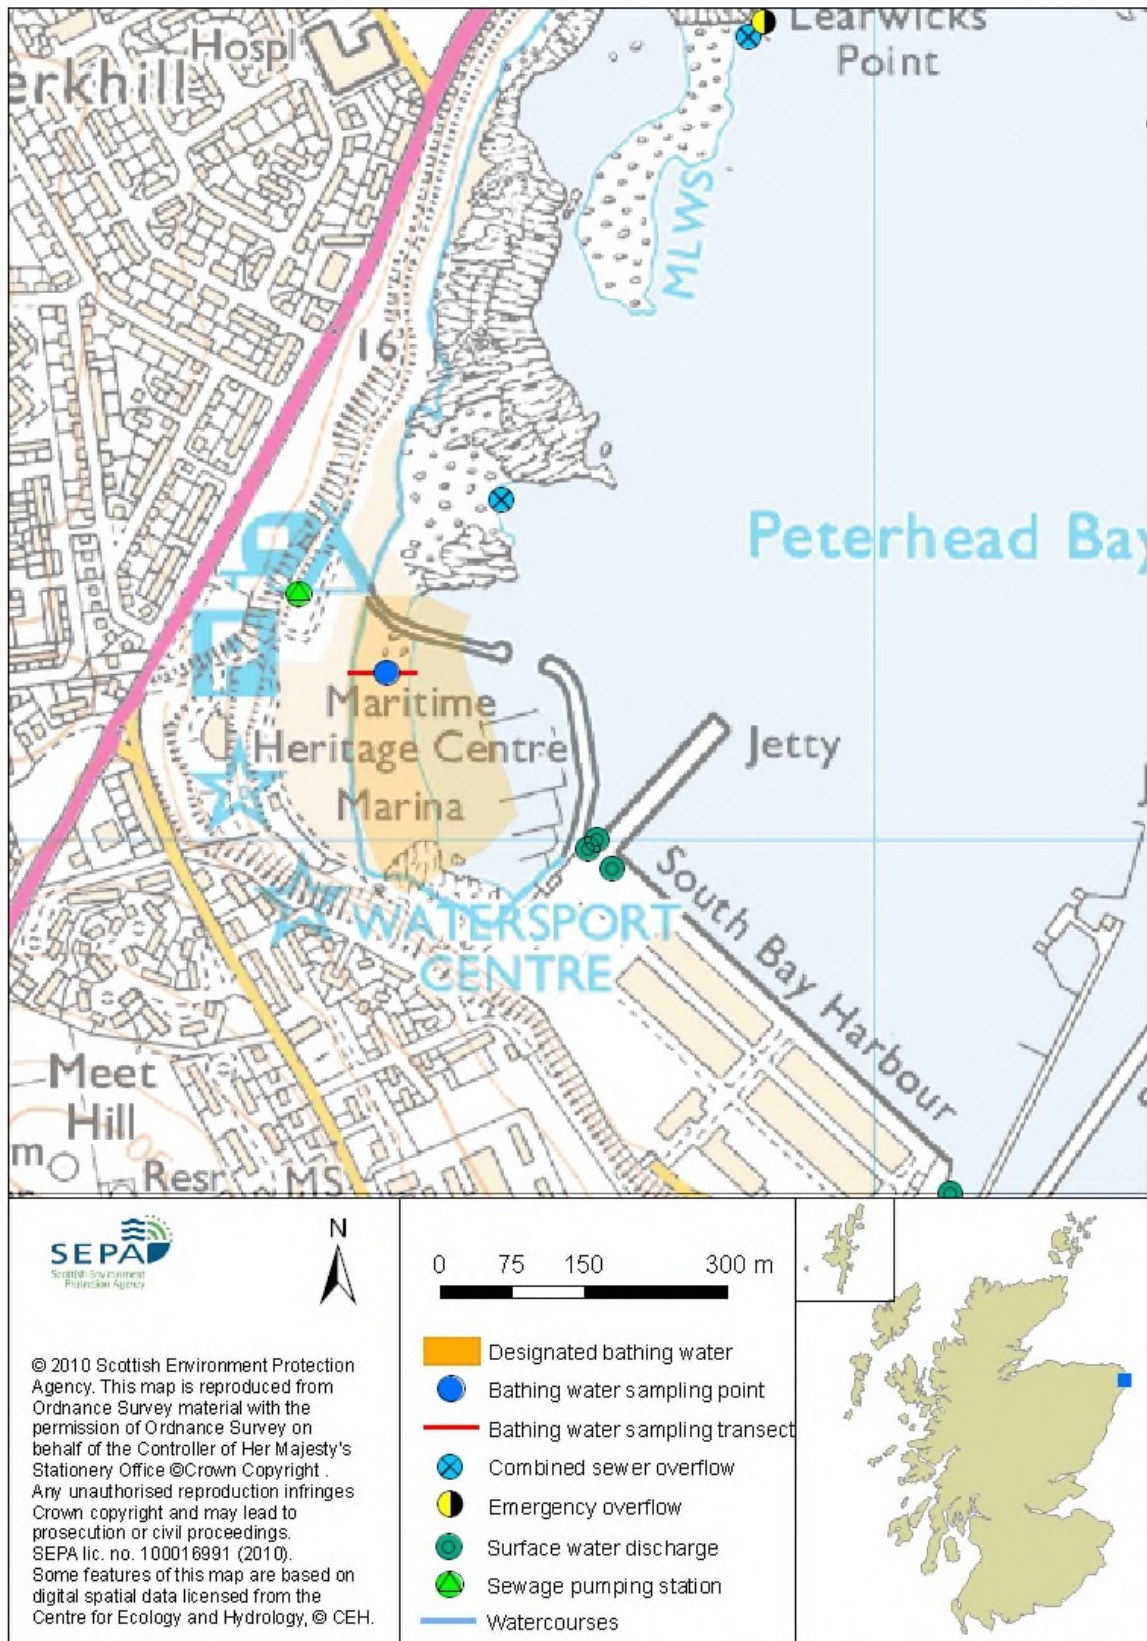 Learwicks
Point
Hospl
erkhill
MLWS
16
Peterhead Bay
Maritime
Heritage Centre
Marina
Jetty
South Bay Harbour
WATERSPORT
CENTRE
Meet
Hill
m
Resr
MS
SEPA
Scottish Environment
Protection Agency
N
© 2010 Scottish Environment Protection
Agency. This map is reproduced from
Ordnance Survey material with the
permission of Ordnance Survey on
behalf of the Controller of Her Majesty's
Stationery Office ©Crown Copyright .
Any unauthorised reproduction infringes
Crown copyright and may lead to
prosecution or civil proceedings.
SEPA lic. no. 100016991 (2010).
Some features of this map are based on
digital spatial data licensed from the
Centre for Ecology and Hydrology, © CEH.
0 75 150 300 m
Designated bathing water
Bathing water sampling point
Bathing water sampling transect
Combined sewer overflow
Emergency overflow
Surface water discharge
Sewage pumping station
Watercourses